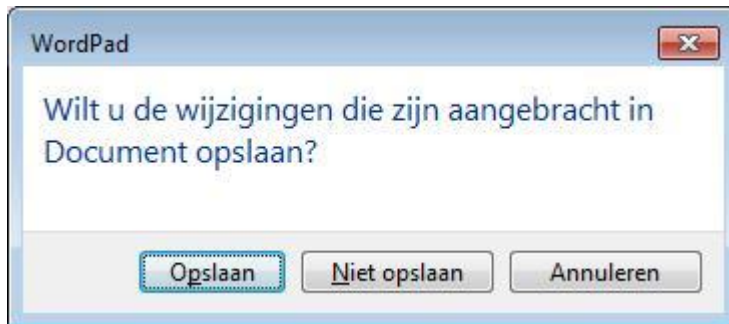 WordPad
Wilt u de wijzigingen die zijn aangebracht in
Document opslaan?
Opslaan Niet opslaan Annuleren